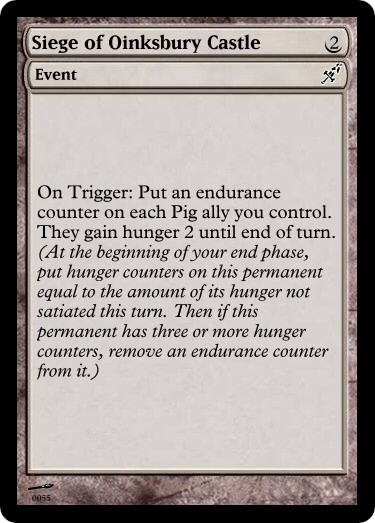 Siege of Oinksbury Castle 2
Event
On Trigger: Put an endurance
counter on each Pig ally you control.
They gain hunger 2 until end of turn.
(At the beginning of your end phase,
put hunger counters on this permanent
equal to the amount of its hunger not
satiated this turn. Then if this
permanent has three or more hunger
counters, remove an endurance counter
from it.)
0055